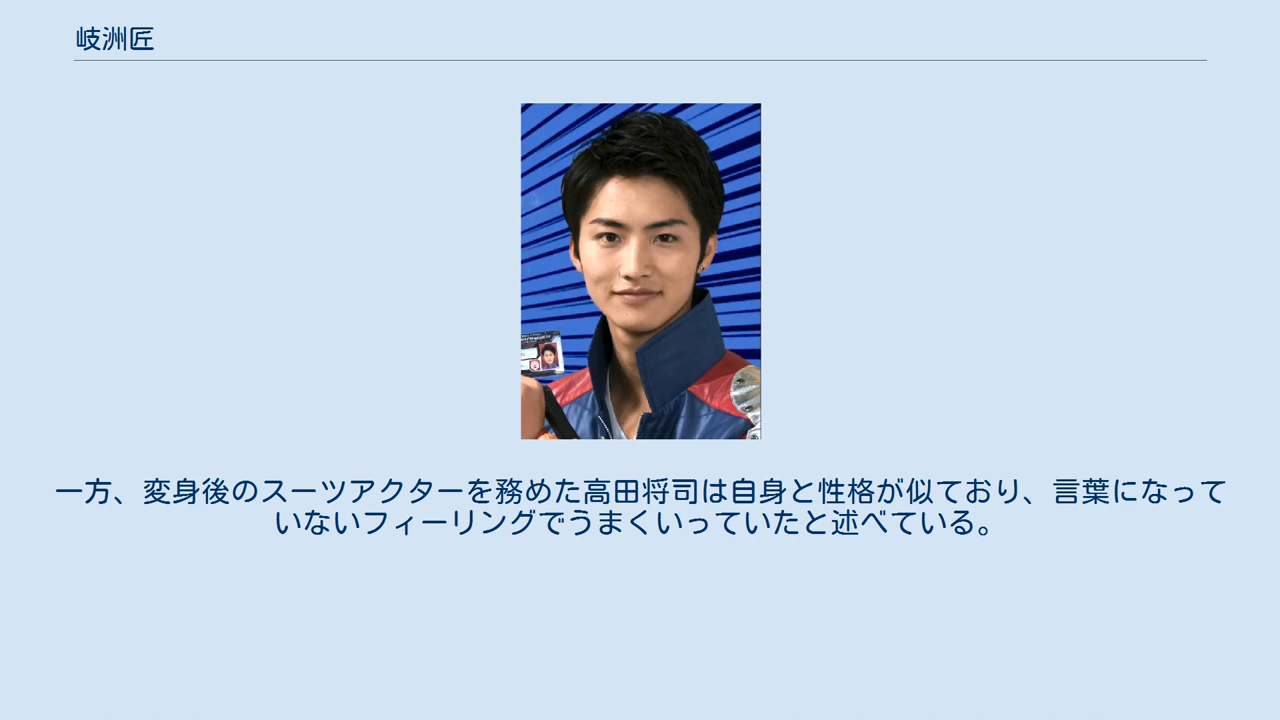 岐洲匠
一方、変身後のスーツアクターを務めた高田将司は自身と性格が似ており、言葉になって
いないフィーリングでうまくいっていたと述べている。